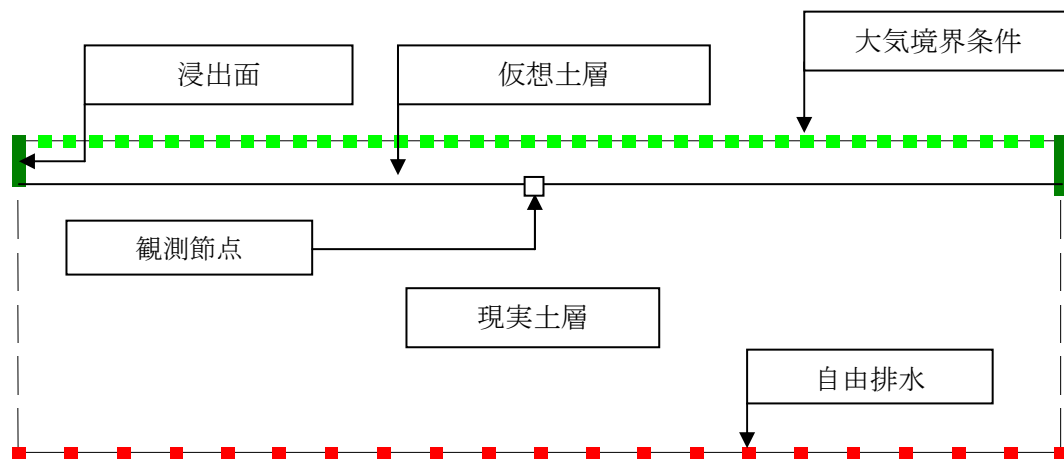 大気境界条件
浸出面
仮想土層
観測節点
現実土層
自由排水